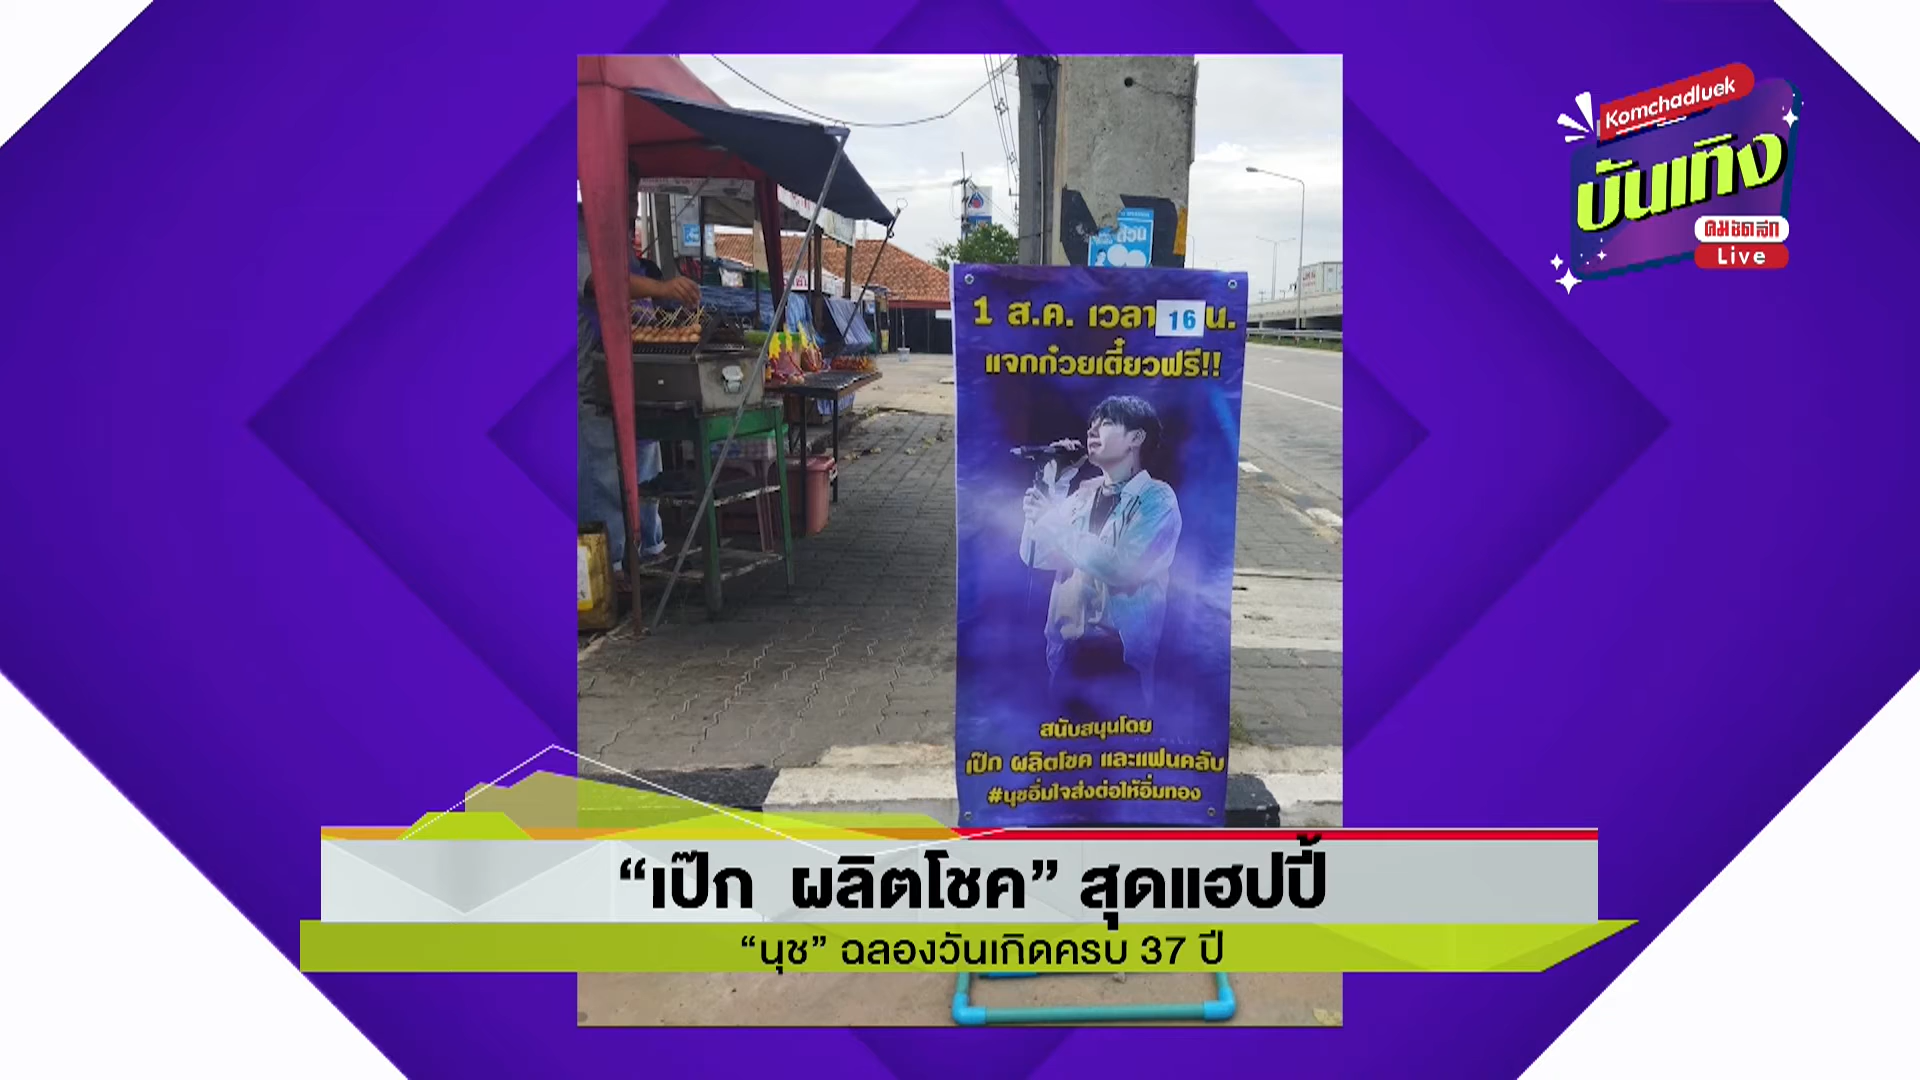 Komchadluek
บันเทิง
คมชัดลึก
Live
1 ส.ค. เวลา 16 น.
แจกก๋วยเตี๋ยวฟรี!!
สนับสนุนโดย
เป๊ก ผลิตโชค และแฟนคลับ
#นุชอิ่มใจส่งต่อให้อิ่มทอง
“เป๊ก ผลิตโชค” สุดแฮปปี้
“นุช” ฉลองวันเกิดครบ 37 ปี